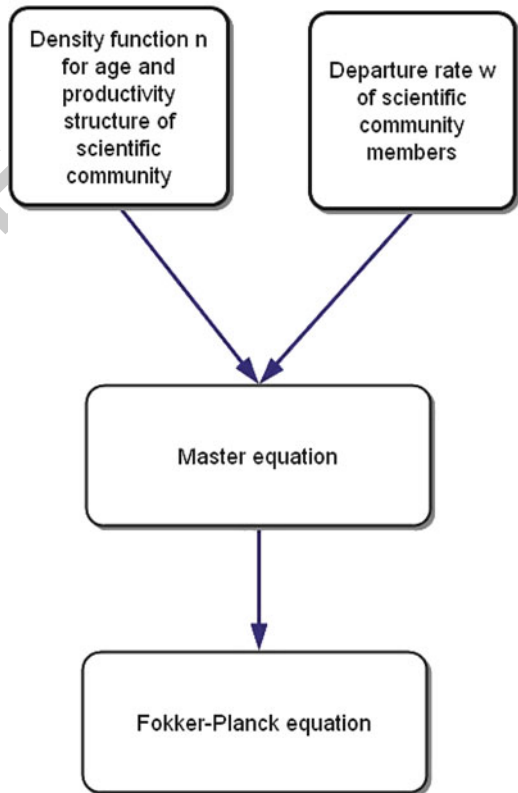 Density function n
for age and
productivity
structure of
scientific
community
Departure rate w
of scientific
community
members
Master equation
Fokker-Planck equation